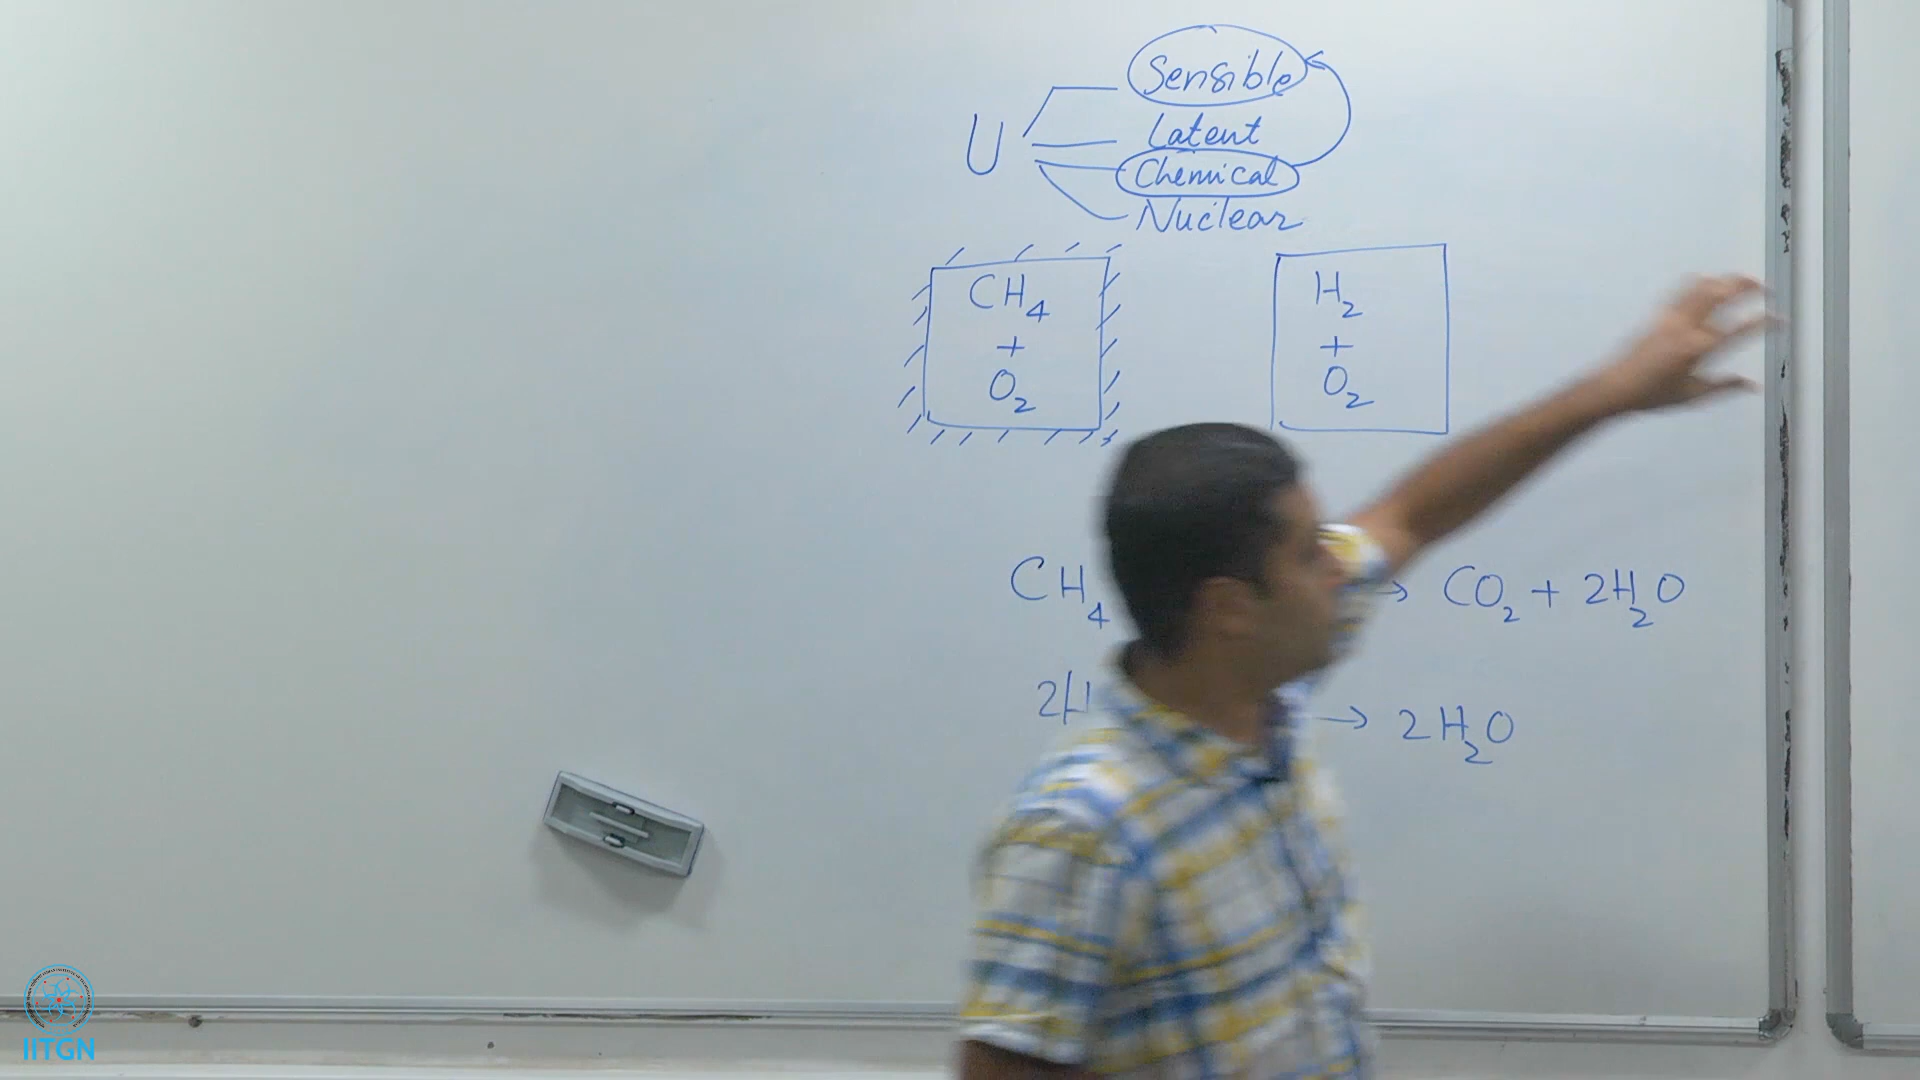 Sensible
U
Latent
Chemical
Nuclear
CH₄
+
O₂
H₂
+
O₂
CH₄ → CO₂ + 2H₂O
2H → 2H₂O
IITGN